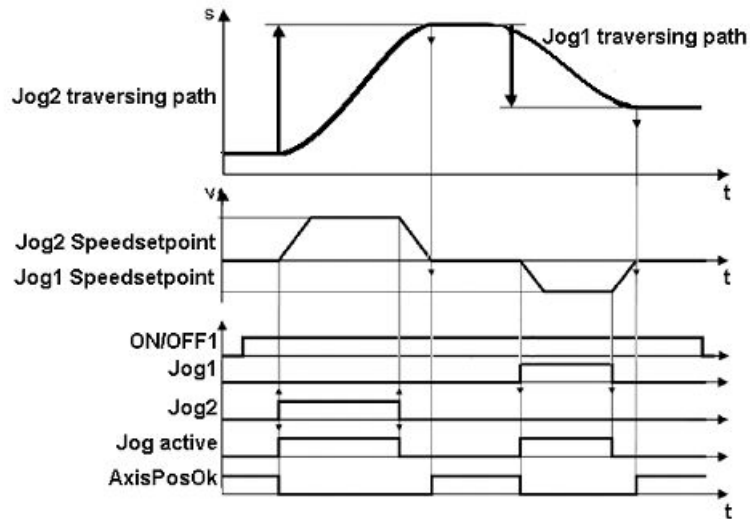 s
Jog1 traversing path
Jog2 traversing path
t
v
Jog2 Speedsetpoint
Jog1 Speedsetpoint
t
ON/OFF1
Jog1
Jog2
Jog active
AxisPosOk
t